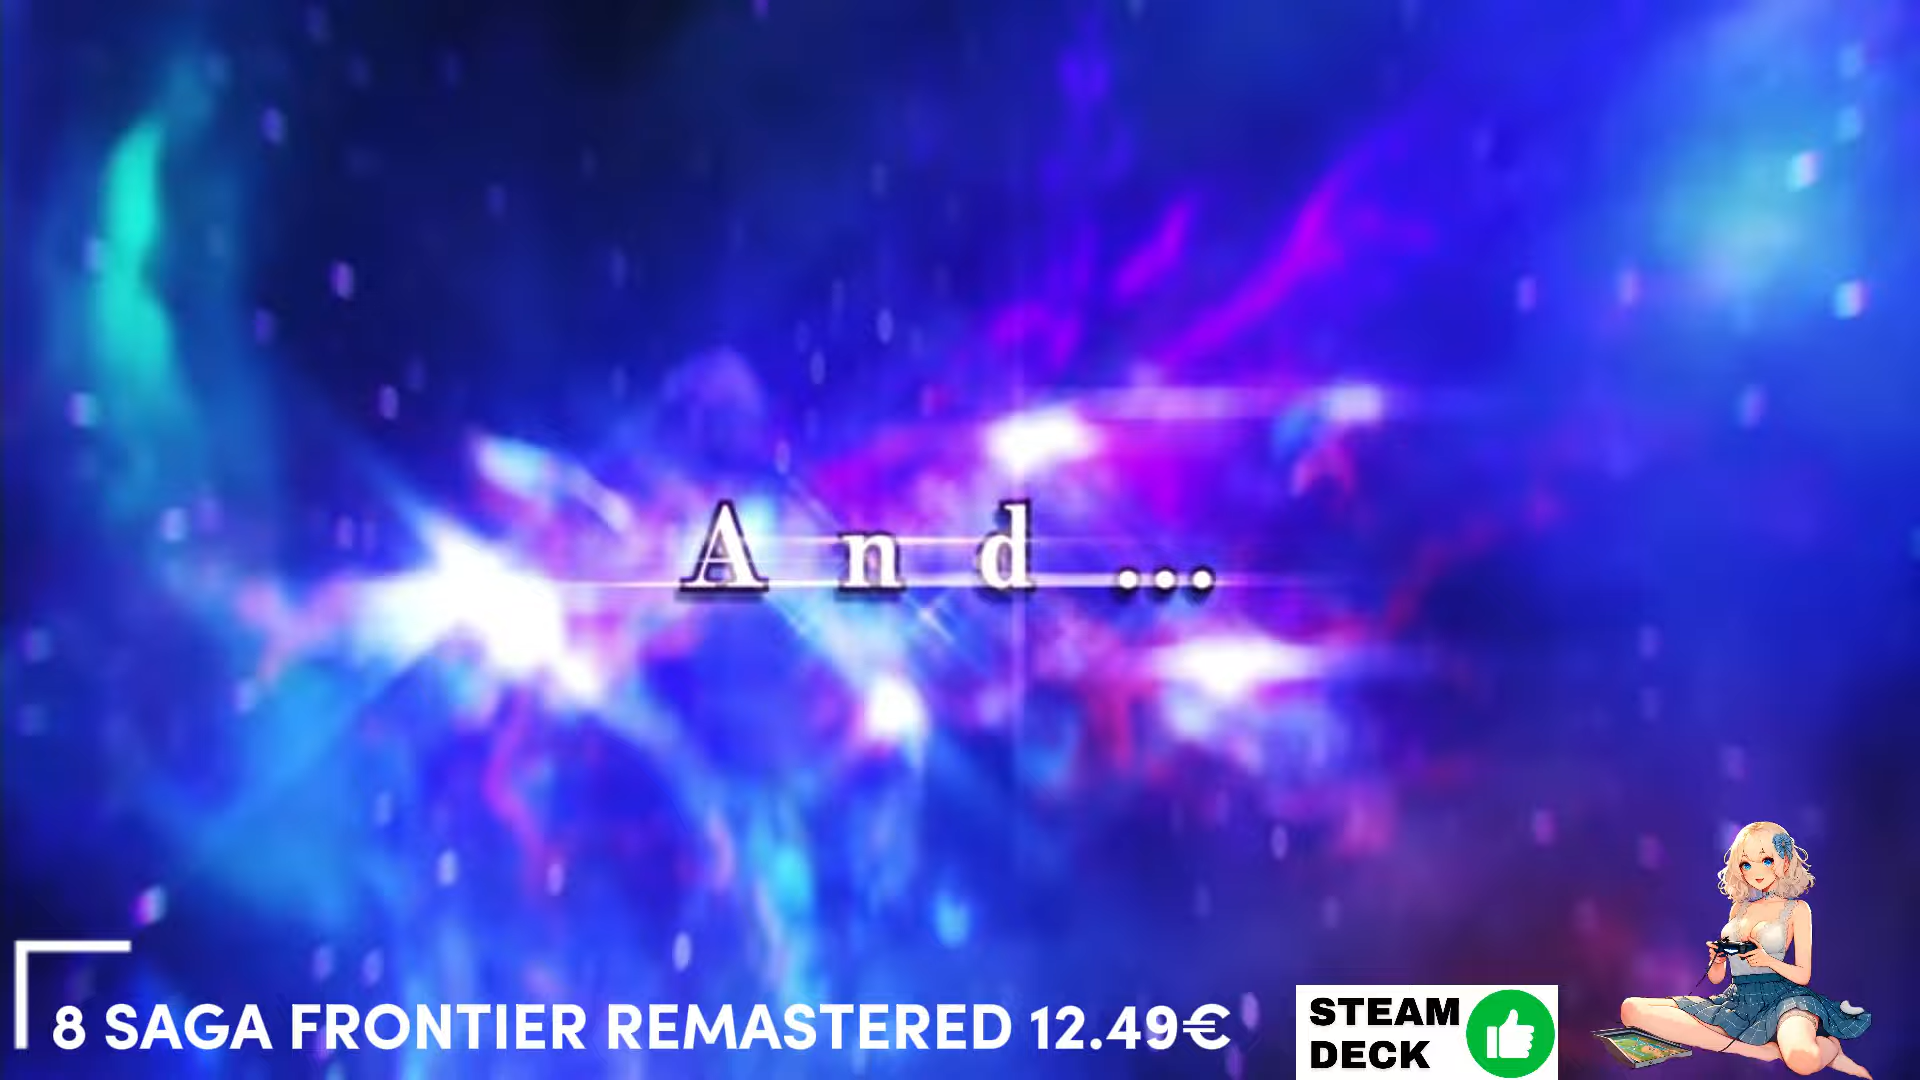 And...
8 SAGA FRONTIER REMASTERED 12.49€
STEAM
DECK